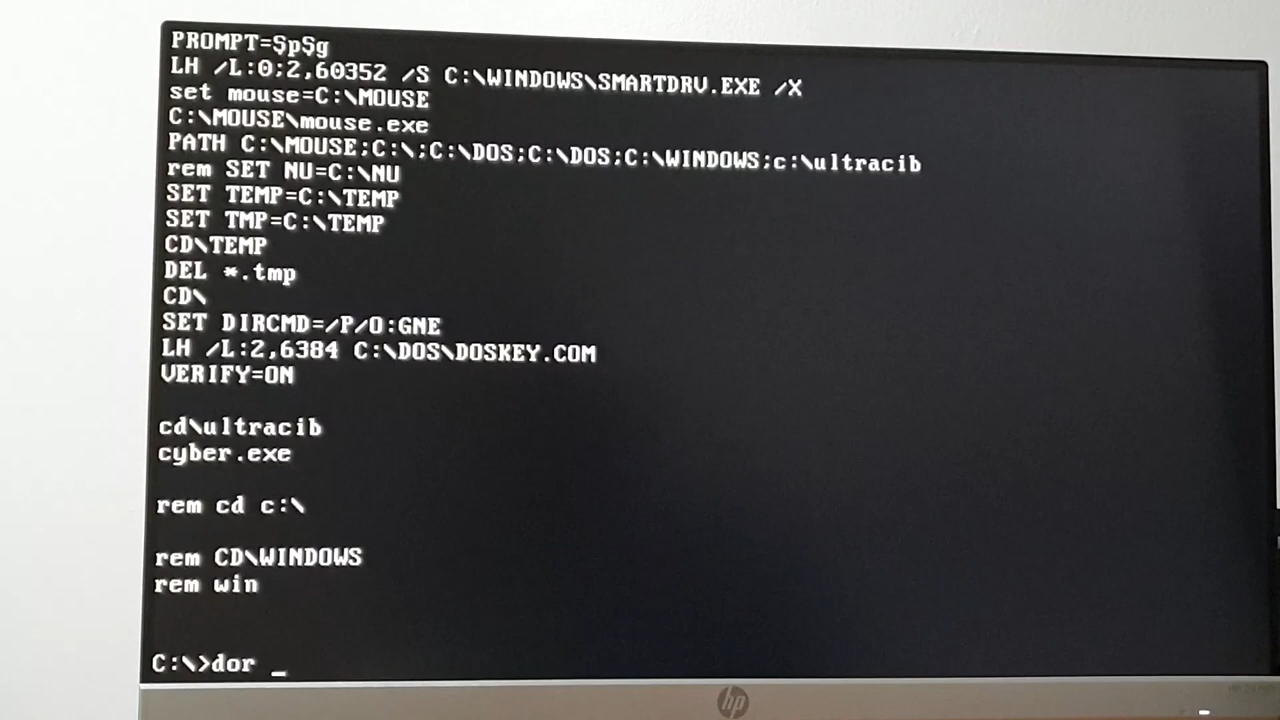 PROMPT=$p$g
LH /L:0;2,60352 /S C:\WINDOWS\SMARTDRV.EXE /X
set mouse=C:\MOUSE
C:\MOUSE\mouse.exe
PATH C:\MOUSE;C:\;C:\DOS;C:\DOS;C:\WINDOWS;c:\ultracib
rem SET NU=C:\NU
SET TEMP=C:\TEMP
SET TMP=C:\TEMP
CD\TEMP
DEL *.tmp
CD\
SET DIRCMD=/P/O:GNE
LH /L:2,6384 C:\DOS\DOSKEY.COM
VERIFY=ON
cd\ultracib
cyber.exe
rem cd c:\
rem CD\WINDOWS
rem win
C:\>dor _
hp